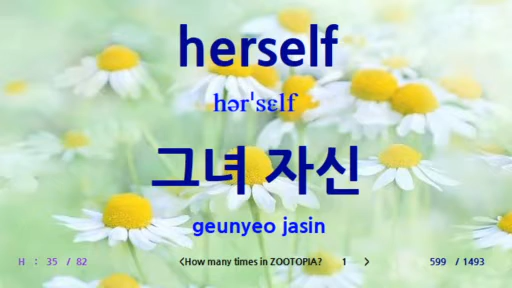 herself
hər'sɛlf
그녀 자신
geunyeo jasin
H : 35 / 82 <How many times in ZOOTOPIA? 1 > 599 / 1493